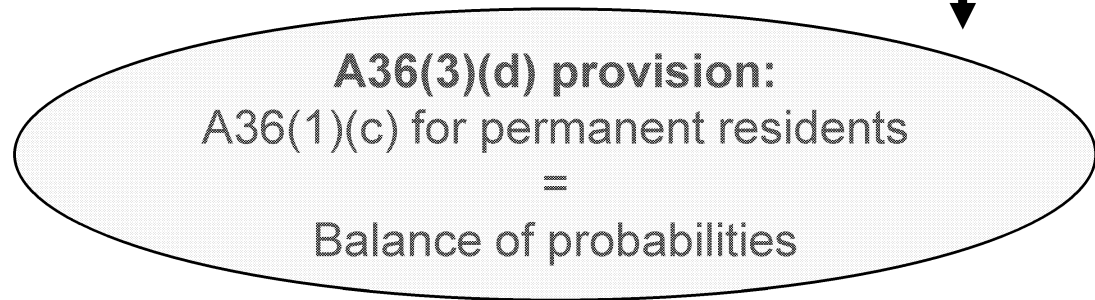 A36(3)(d) provision:
A36(1)(c) for permanent residents
=
Balance of probabilities